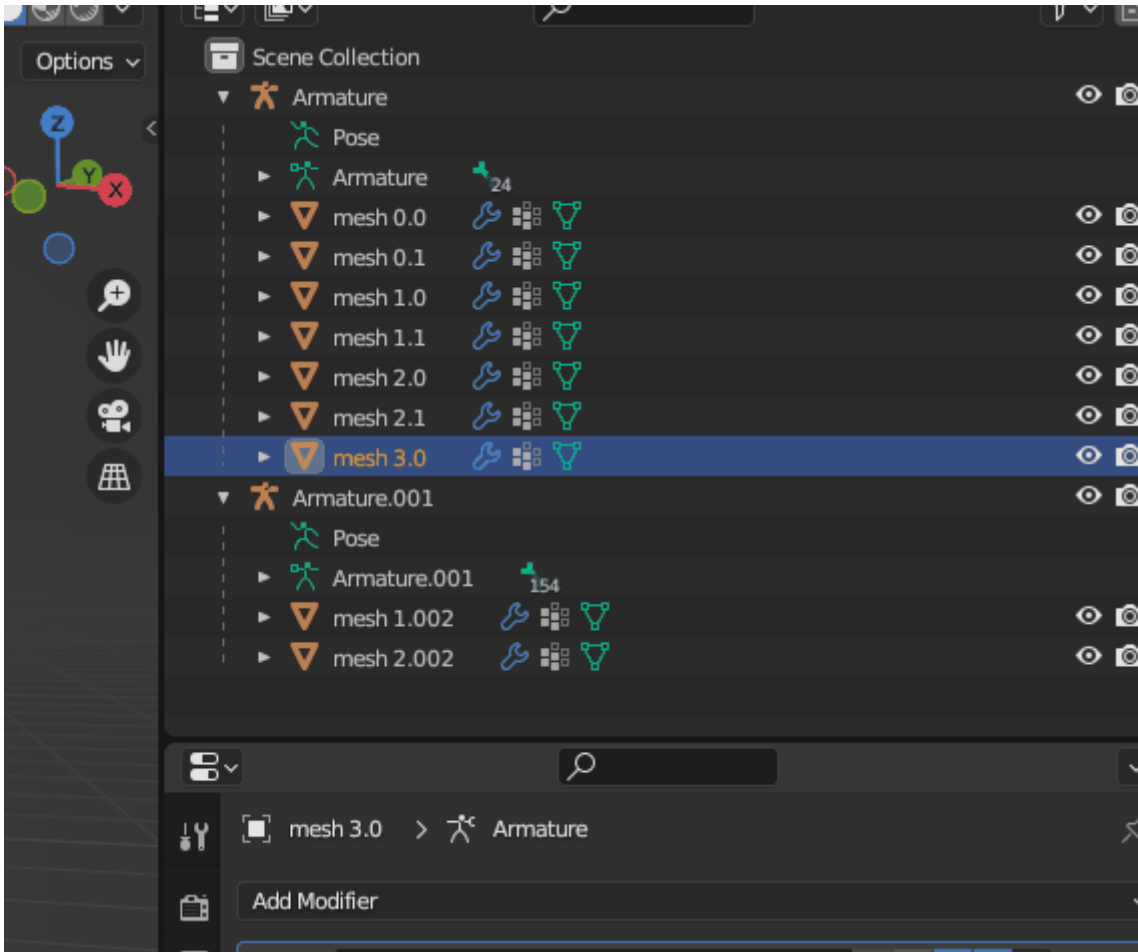 Options
Scene Collection
Armature
Pose
Armature 24
mesh 0.0
mesh 0.1
mesh 1.0
mesh 1.1
mesh 2.0
mesh 2.1
mesh 3.0
Armature.001
Pose
Armature.001 154
mesh 1.002
mesh 2.002
Z
Y
X
mesh 3.0 > Armature
Add Modifier